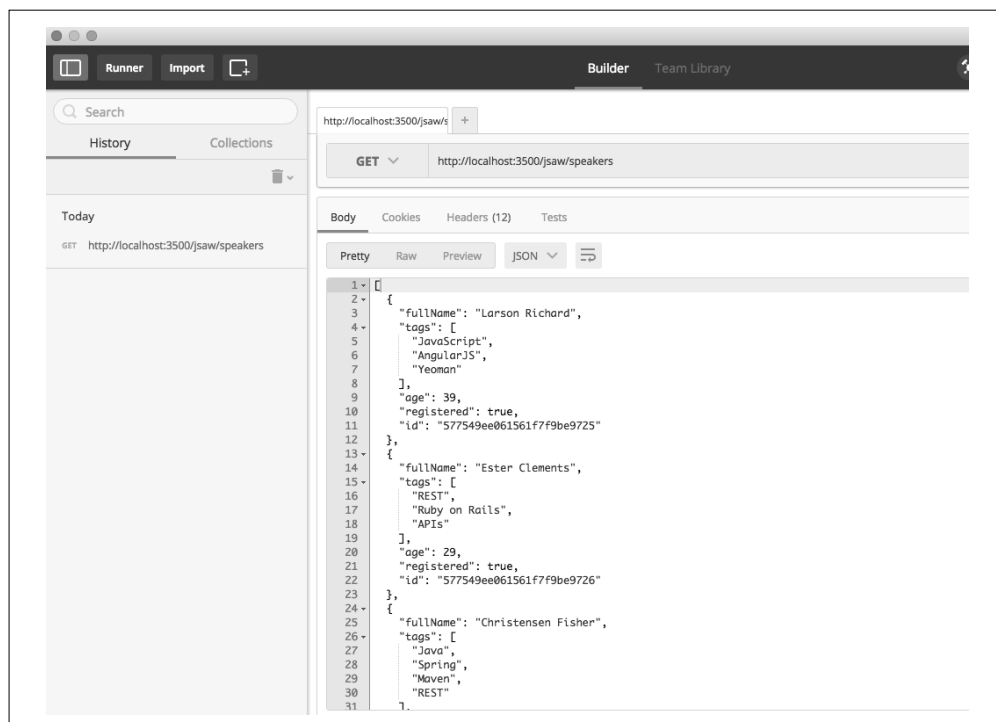 Runner Import Builder Team Library
Search
History Collections
Today
GET http://localhost:3500/jsaw/speakers
http://localhost:3500/jsaw/s +
GET http://localhost:3500/jsaw/speakers
Body Cookies Headers (12) Tests
Pretty Raw Preview JSON
1 [
2 {
3 "fullName": "Larson Richard",
4 "tags": [
5 "JavaScript",
6 "AngularJS",
7 "Yeoman"
8 ],
9 "age": 39,
10 "registered": true,
11 "id": "577549ee061561f7f9be9725"
12 },
13 {
14 "fullName": "Ester Clements",
15 "tags": [
16 "REST",
17 "Ruby on Rails",
18 "APIs"
19 ],
20 "age": 29,
21 "registered": true,
22 "id": "577549ee061561f7f9be9726"
23 },
24 {
25 "fullName": "Christensen Fisher",
26 "tags": [
27 "Java",
28 "Spring",
29 "Maven",
30 "REST"
31 ],